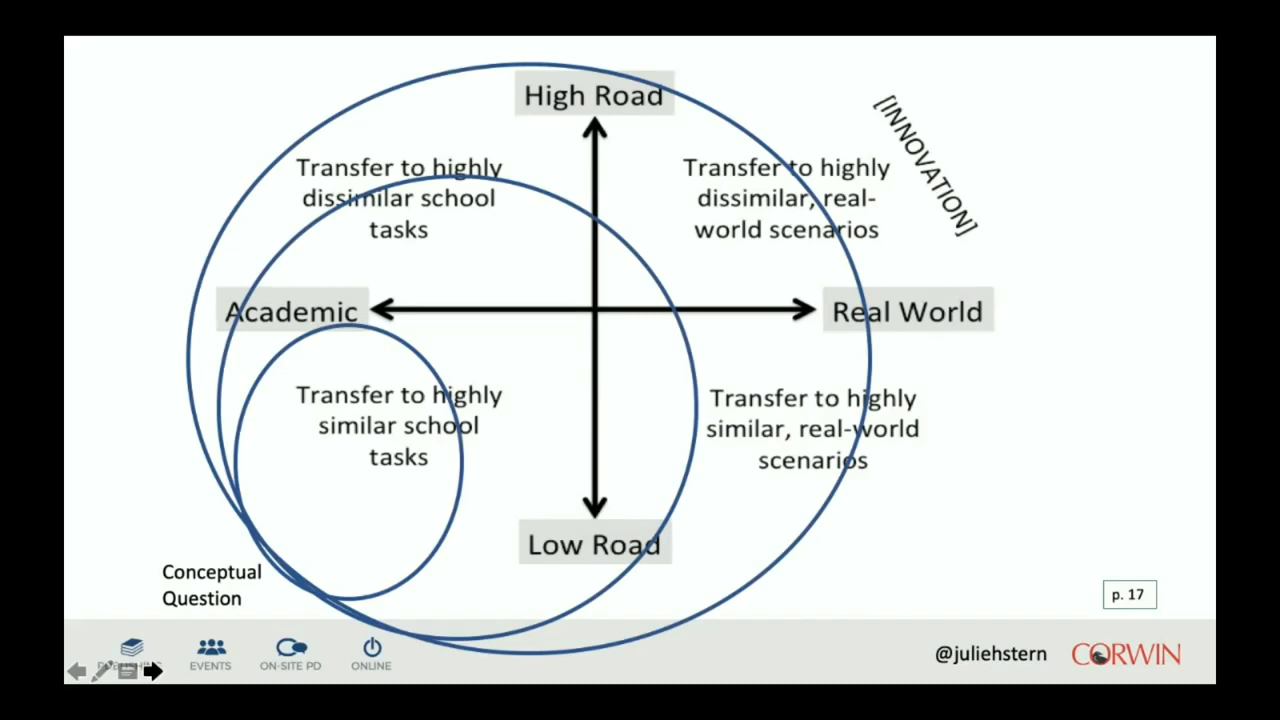 High Road
[INNOVATION]
Transfer to highly
dissimilar school
tasks
Transfer to highly
dissimilar, real-
world scenarios
Academic
Real World
Transfer to highly
similar school
tasks
Transfer to highly
similar, real-world
scenarios
Low Road
Conceptual
Question
p. 17
PUBLISHING
EVENTS
ON-SITE PD
ONLINE
@juliehstern
CORWIN